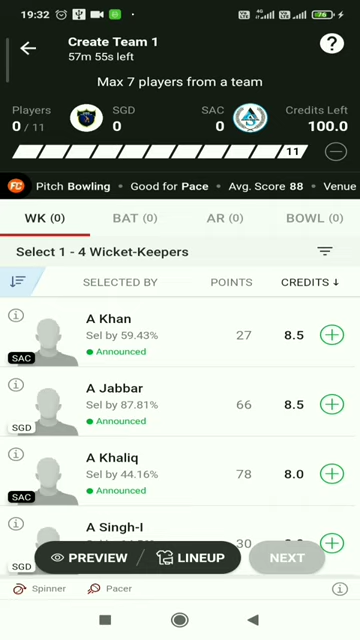 19:32
4G
76
Create Team 1
57m 55s left
?
Max 7 players from a team
Players
0 / 11
SGD
0
SAC
0
Credits Left
100.0
11
FC Pitch Bowling • Good for Pace • Avg. Score 88 • Venue
WK (0) BAT (0) AR (0) BOWL (0)
Select 1 - 4 Wicket-Keepers
SELECTED BY POINTS CREDITS ↓
A Khan
Sel by 59.43% 27 8.5
Announced
SAC
A Jabbar
Sel by 87.81% 66 8.5
Announced
SGD
A Khaliq
Sel by 44.16% 78 8.0
Announced
SAC
A Singh-I
30
SGD
PREVIEW / LINEUP NEXT
Spinner Pacer